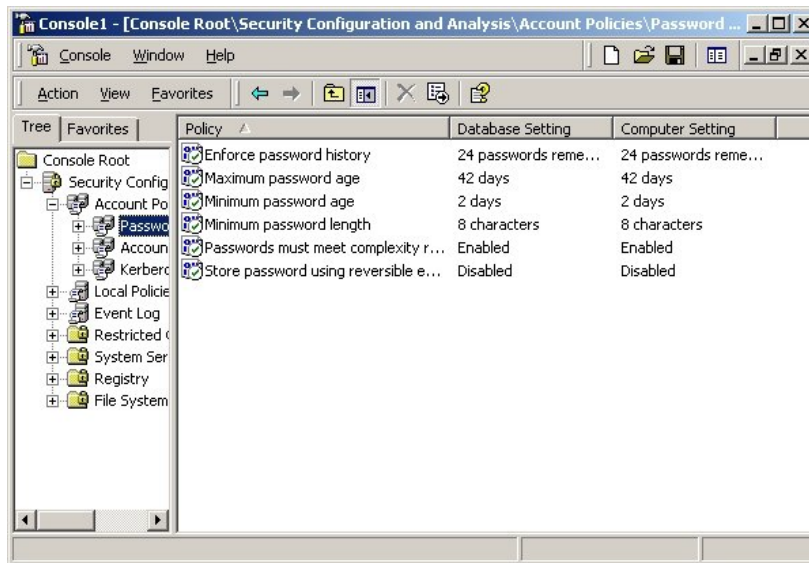 Console1 - [Console Root\Security Configuration and Analysis\Account Policies\Password ...
Console Window Help
Action View Favorites
Tree Favorites
Policy Database Setting Computer Setting
Console Root
Security Config
Account Po
Passwo
Accoun
Kerberc
Local Policie
Event Log
Restricted
System Ser
Registry
File System
Enforce password history 24 passwords reme... 24 passwords reme...
Maximum password age 42 days 42 days
Minimum password age 2 days 2 days
Minimum password length 8 characters 8 characters
Passwords must meet complexity r... Enabled Enabled
Store password using reversible e... Disabled Disabled